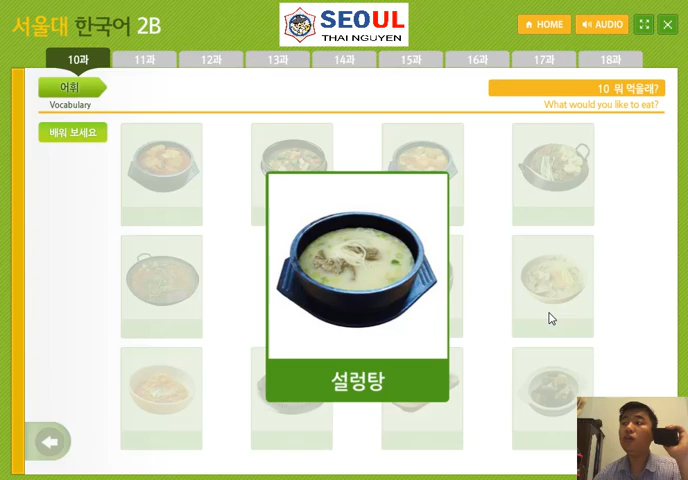 서울대 한국어 2B
SEOUL
THAI NGUYEN
HOME
AUDIO
10과
11과
12과
13과
14과
15과
16과
17과
18과
어휘
Vocabulary
10 뭐 먹을래?
What would you like to eat?
배워 보세요
설렁탕